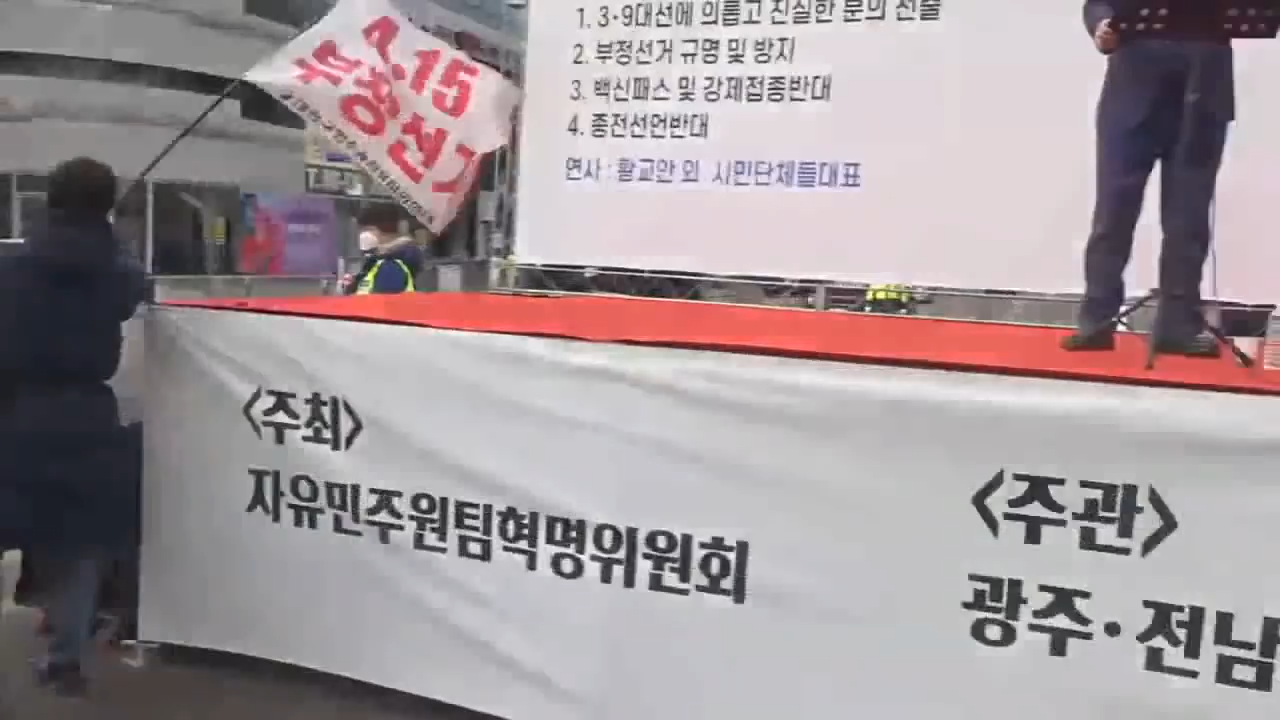 4.15
부정선거
1. 3·9대선에 의롭고 진실한 분의 선출
2. 부정선거 규명 및 방지
3. 백신패스 및 강제접종반대
4. 종전선언반대
연사 : 황교안 외 시민단체들대표
<주최>
자유민주원팀혁명위원회
<주관>
광주·전남